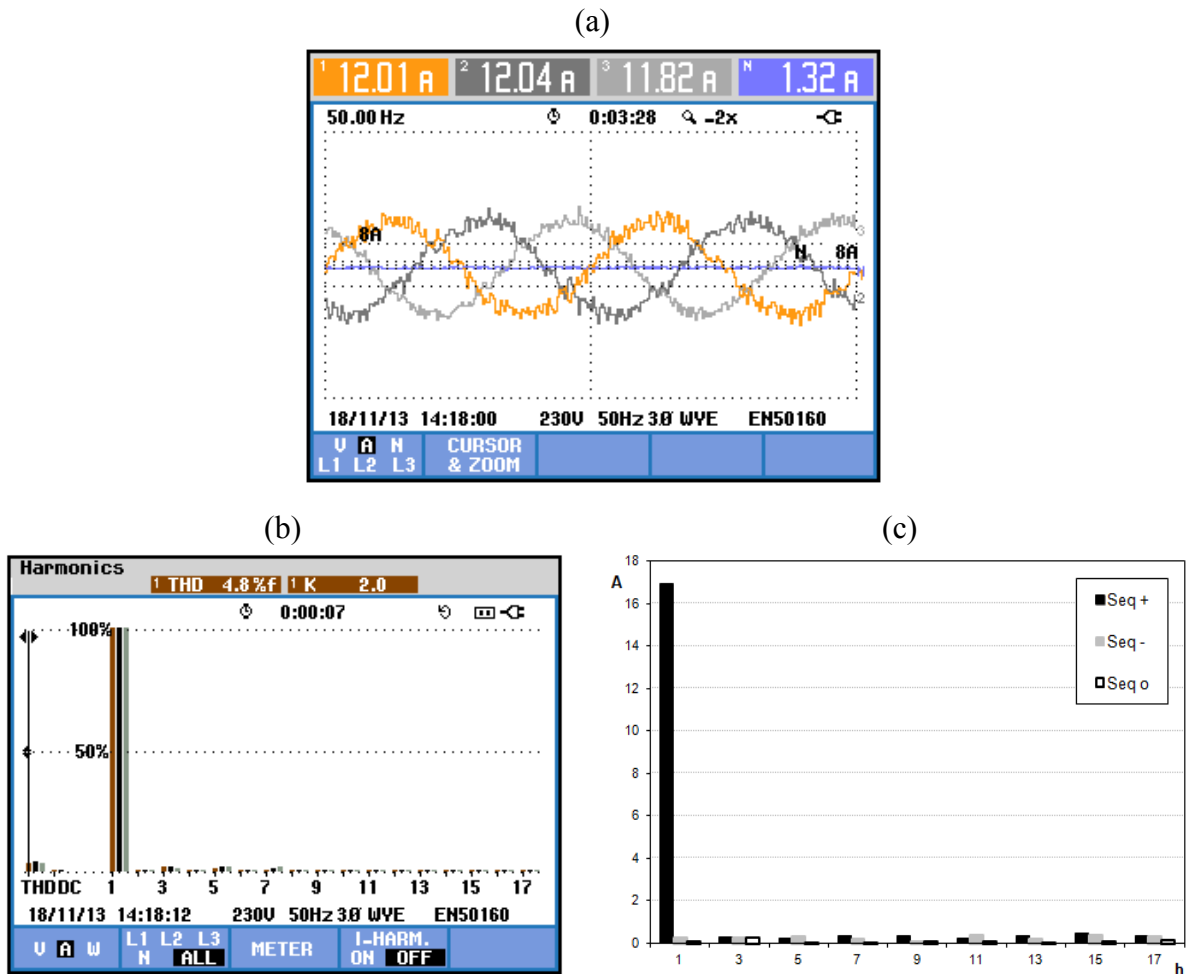 (a)
1 12.01 A 2 12.04 A 3 11.82 A N 1.32 A
50.00 Hz 0:03:28 -2x
8A
N 8A
3
N
2
18/11/13 14:18:00 230V 50Hz 3Ø WYE EN50160
V A N
L1 L2 L3
CURSOR
& ZOOM
(b)
Harmonics
1 THD 4.8%f 1 K 2.0
0:00:07
100%
50%
THDDC 1 3 5 7 9 11 13 15 17
18/11/13 14:18:12 230V 50Hz 3Ø WYE EN50160
V A W
L1 L2 L3
N ALL
METER
I-HARM.
ON OFF
(c)
A
18
16
14
12
10
8
6
4
2
0
Seq +
Seq -
Seq o
1 3 5 7 9 11 13 15 17
h